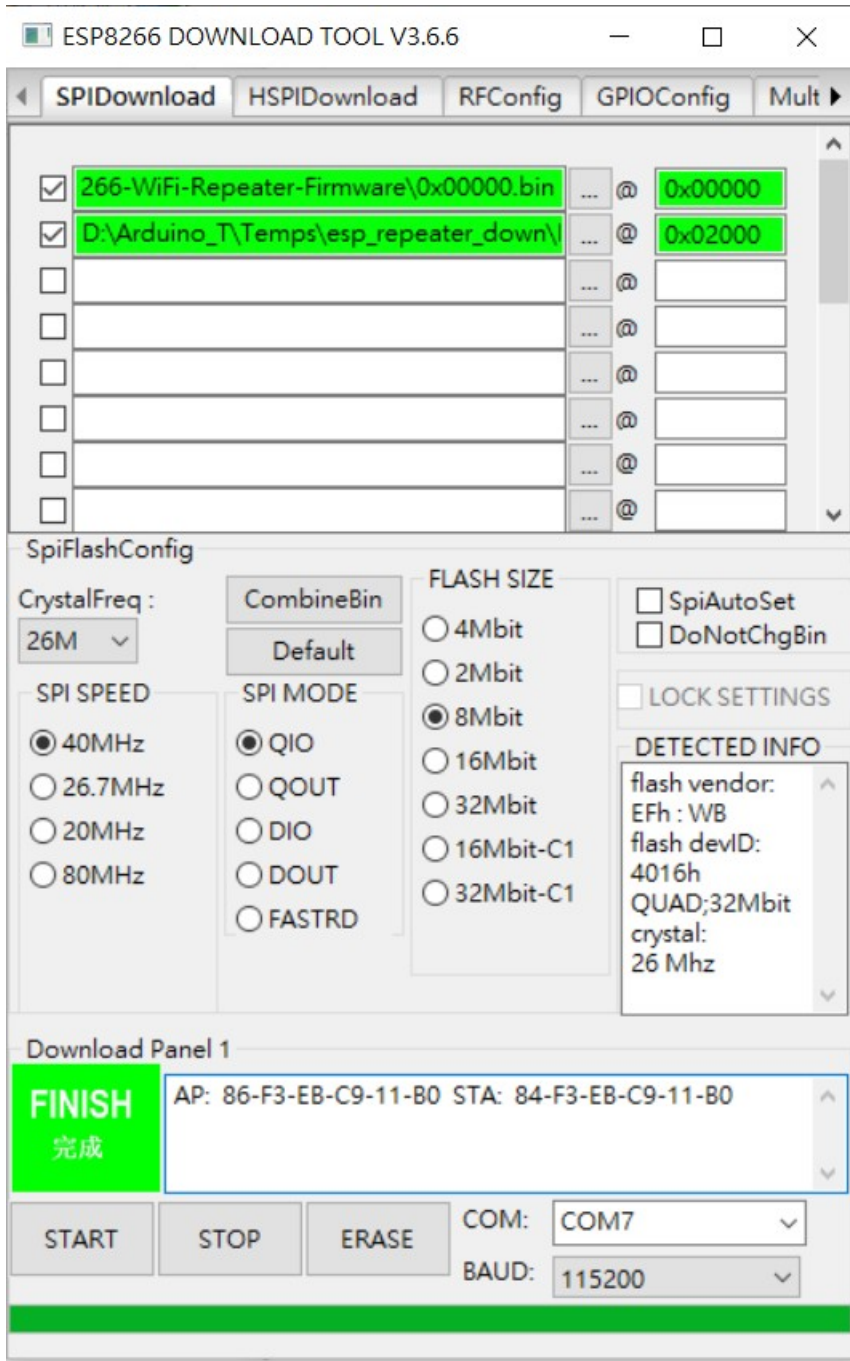 ESP8266 DOWNLOAD TOOL V3.6.6
SPIDownload HSPIDownload RFConfig GPIOConfig Mult
266-WiFi-Repeater-Firmware\0x00000.bin ... @ 0x00000
D:\Arduino_T\Temps\esp_repeater_down\ ... @ 0x02000
... @
... @
... @
... @
... @
... @
SpiFlashConfig
CrystalFreq :
26M
CombineBin
Default
SPI SPEED
40MHz
26.7MHz
20MHz
80MHz
SPI MODE
QIO
QOUT
DIO
DOUT
FASTRD
FLASH SIZE
4Mbit
2Mbit
8Mbit
16Mbit
32Mbit
16Mbit-C1
32Mbit-C1
SpiAutoSet
DoNotChgBin
LOCK SETTINGS
DETECTED INFO
flash vendor:
EFh : WB
flash devID:
4016h
QUAD;32Mbit
crystal:
26 Mhz
Download Panel 1
FINISH
完成
AP: 86-F3-EB-C9-11-B0 STA: 84-F3-EB-C9-11-B0
START STOP ERASE
COM: COM7
BAUD: 115200